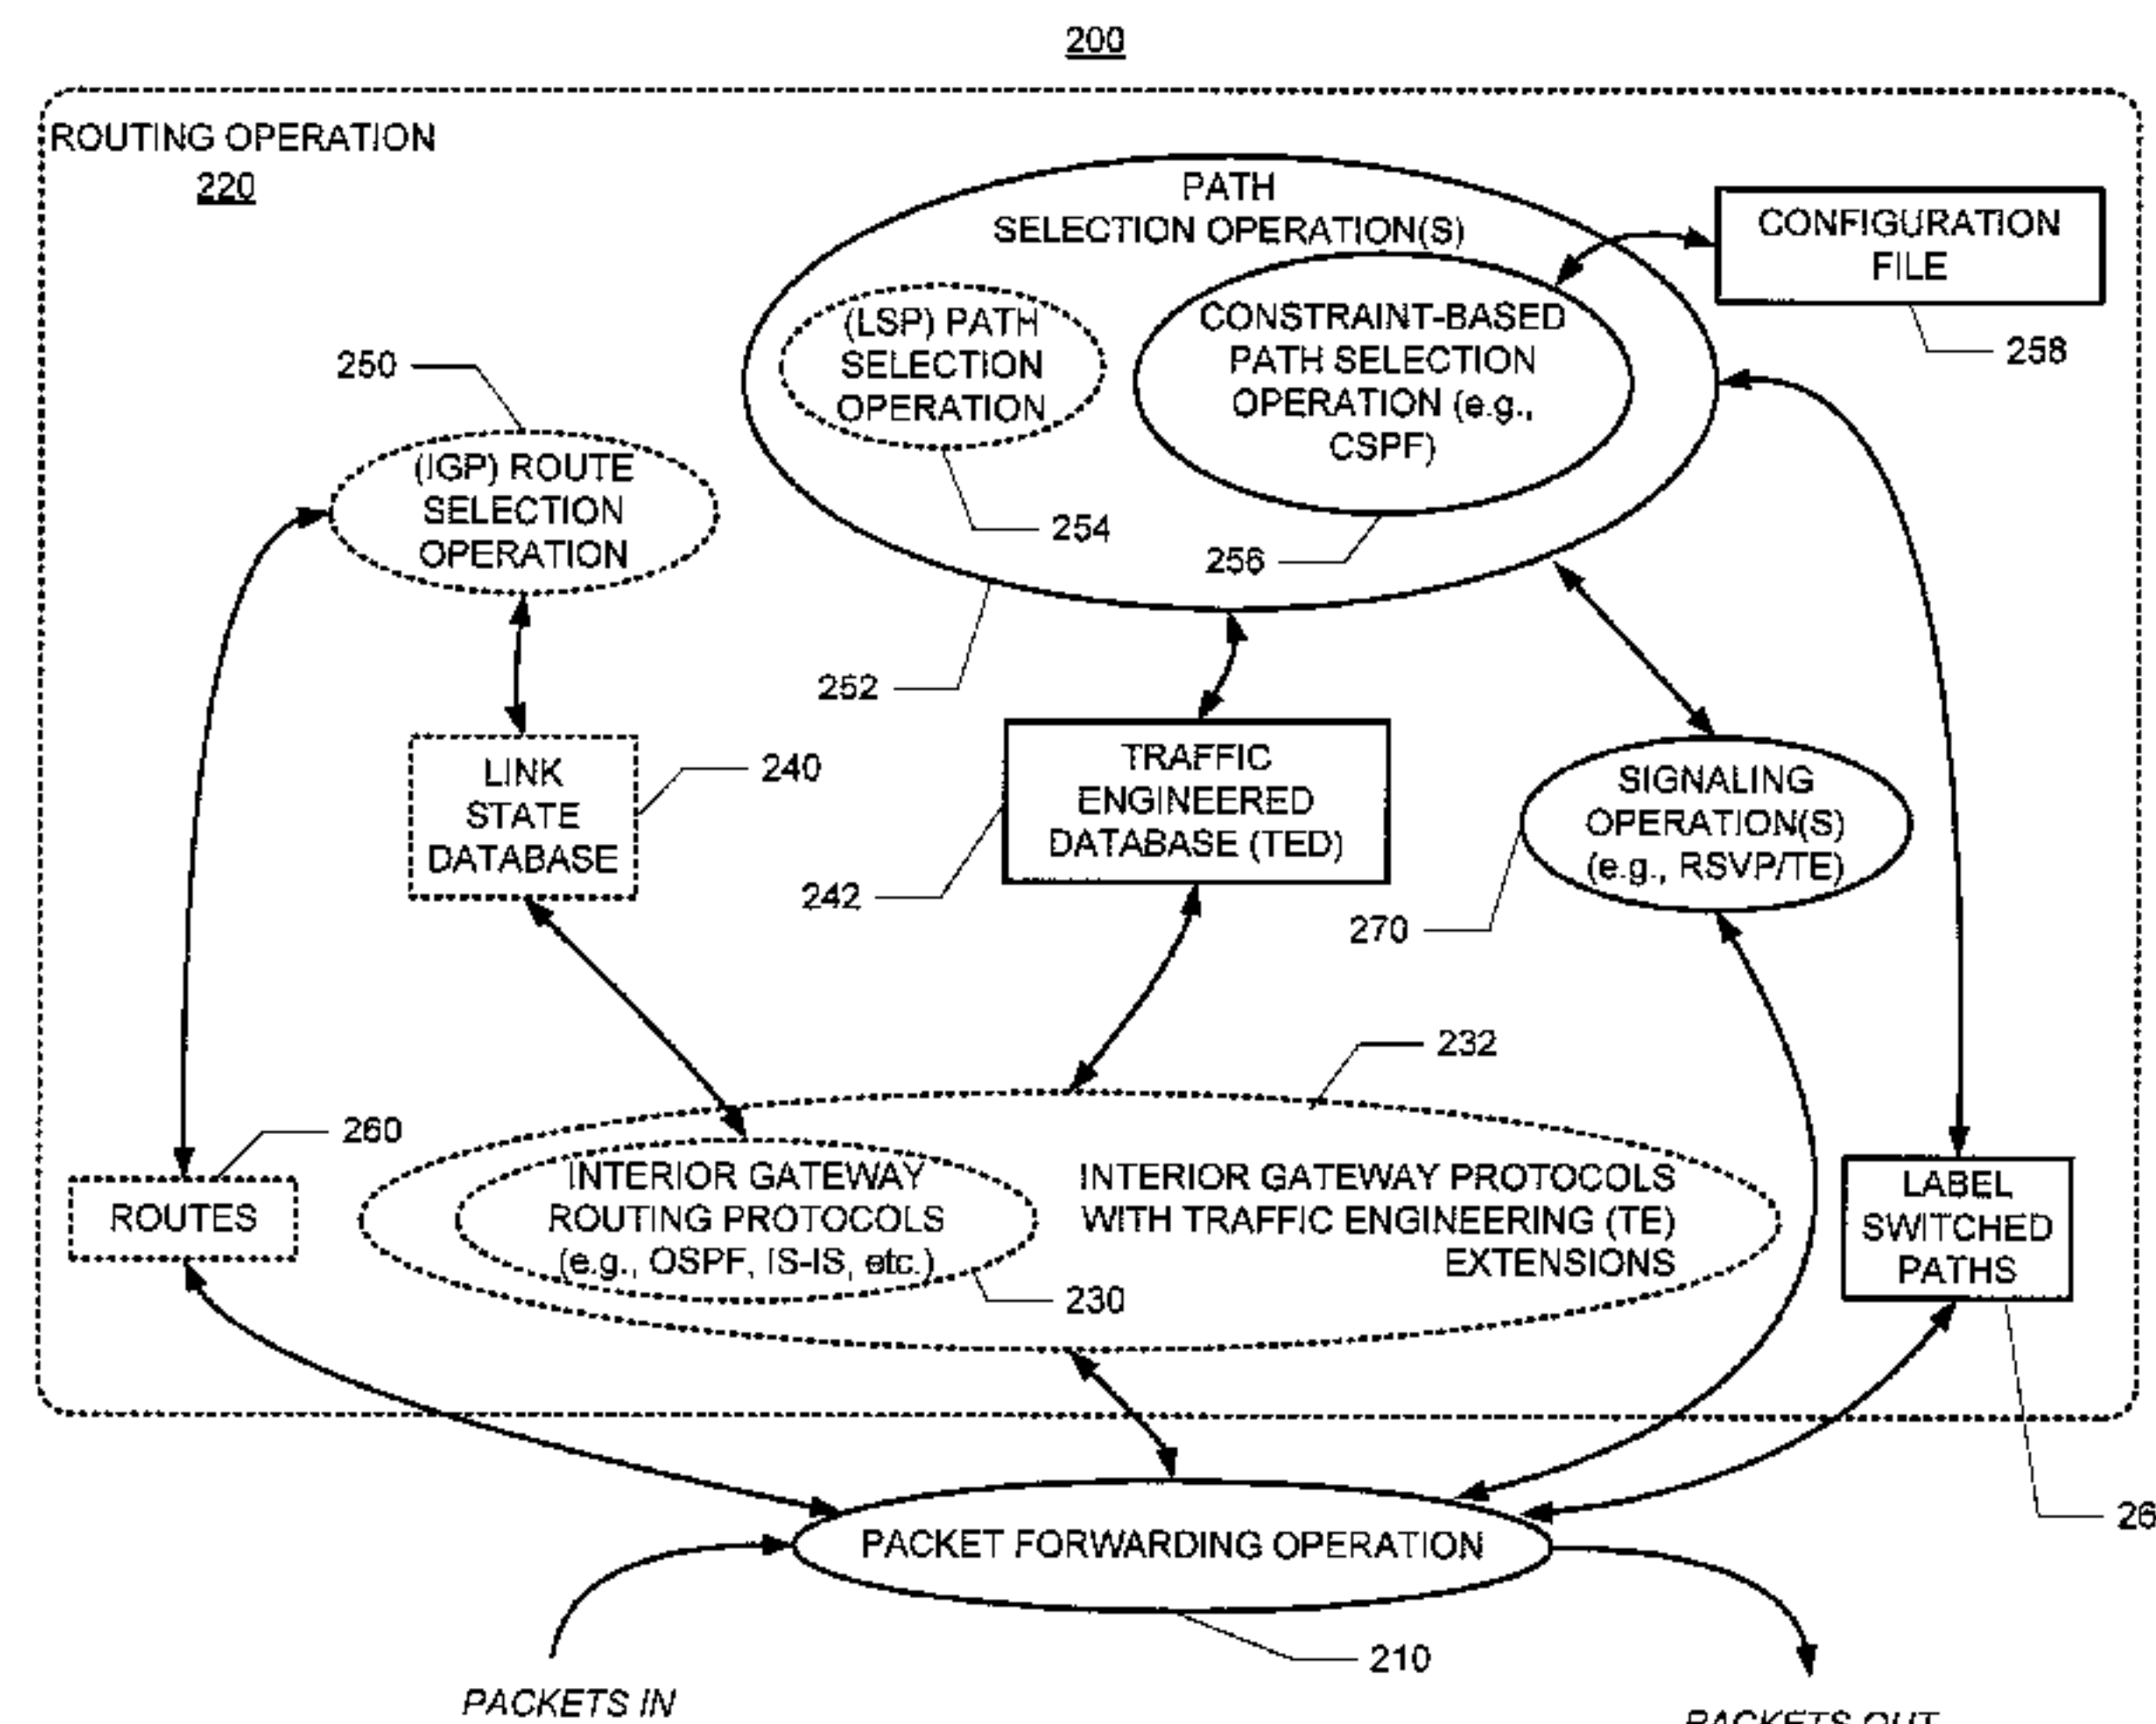 200
ROUTING OPERATION
220
PATH
SELECTION OPERATION(S)
CONFIGURATION
FILE
258
(LSP) PATH
SELECTION
OPERATION
254
CONSTRAINT-BASED
PATH SELECTION
OPERATION (e.g.,
CSPF)
256
250
(IGP) ROUTE
SELECTION
OPERATION
252
LINK
STATE
DATABASE
240
TRAFFIC
ENGINEERED
DATABASE (TED)
242
SIGNALING
OPERATION(S)
(e.g., RSVP/TE)
270
232
260
ROUTES
INTERIOR GATEWAY
ROUTING PROTOCOLS
(e.g., OSPF, IS-IS, etc.)
230
INTERIOR GATEWAY PROTOCOLS
WITH TRAFFIC ENGINEERING (TE)
EXTENSIONS
LABEL
SWITCHED
PATHS
26
PACKET FORWARDING OPERATION
210
PACKETS IN
PACKETS OUT